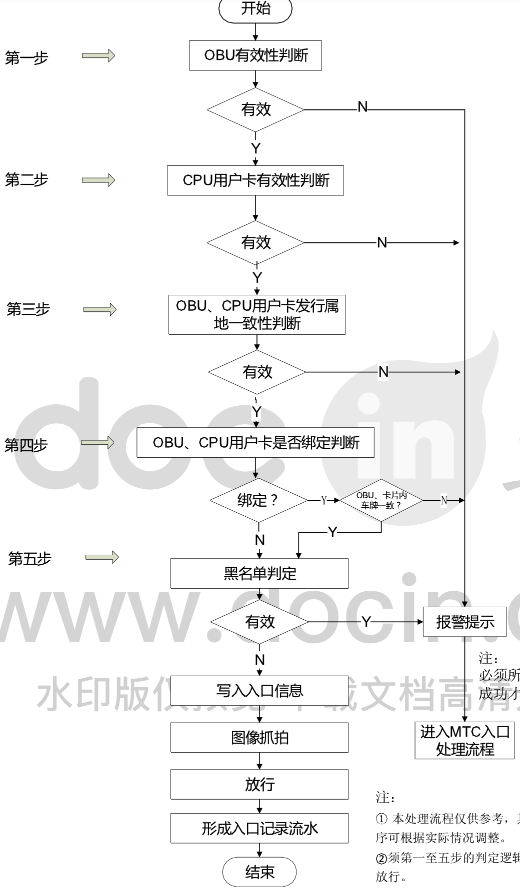 开始
第一步
OBU有效性判断
有效
N
Y
第二步
CPU用户卡有效性判断
有效
N
Y
第三步
OBU、CPU用户卡发行属
地一致性判断
有效
N
Y
第四步
OBU、CPU用户卡是否绑定判断
绑定？
Y
OBU、卡片内
车牌一致？
N
N
Y
第五步
黑名单判定
www.docin.c
有效
Y
报警提示
N
注：
必须所
成功才
写入入口信息
图像抓拍
进入MTC入口
处理流程
放行
注：
① 本处理流程仅供参考，
序可根据实际情况调整。
形成入口记录流水
②须第一至五步的判定逻辑
放行。
结束
docin
水印版仅 载文档高清